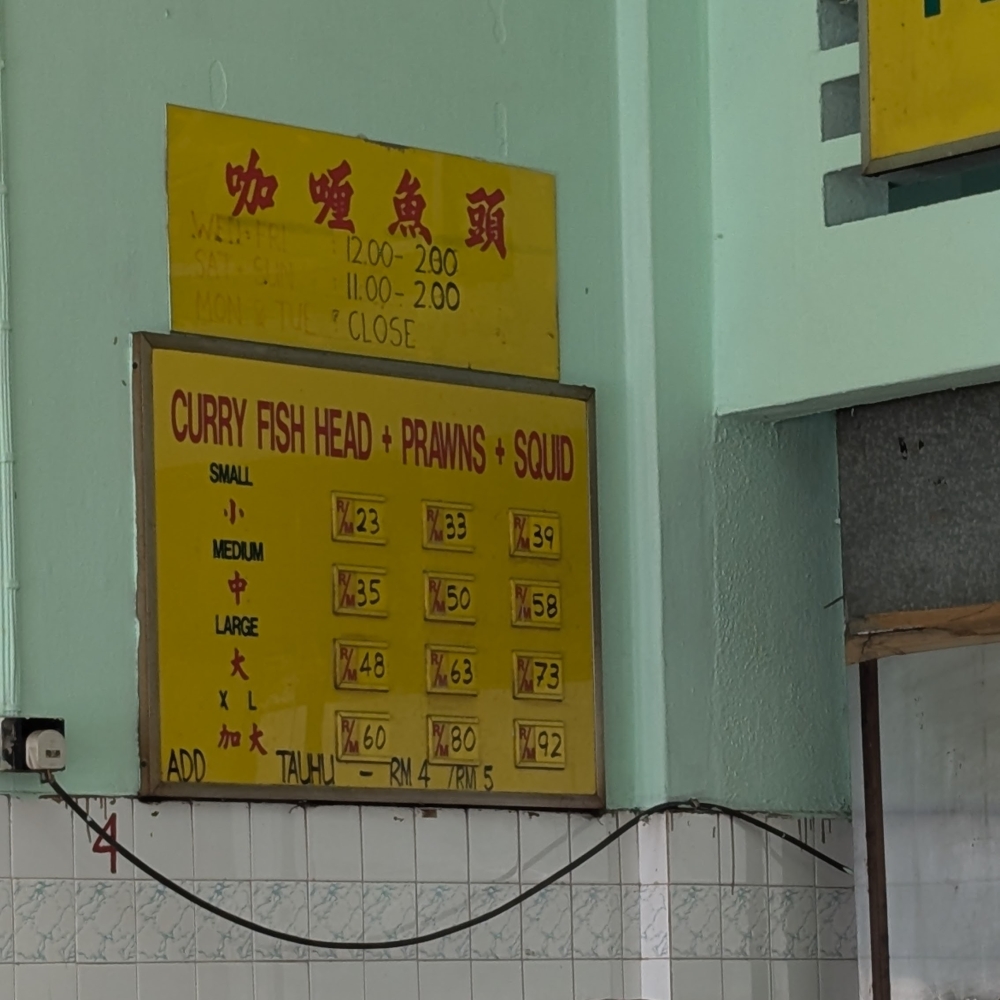 咖喱魚頭
WED-FRI : 12.00- 2.00
SAT - SUN : 11.00- 2.00
MON & TUE : CLOSE
CURRY FISH HEAD + PRAWNS + SQUID
SMALL
小 R/M 23 R/M 33 R/M 39
MEDIUM
中 R/M 35 R/M 50 R/M 58
LARGE
大 R/M 48 R/M 63 R/M 73
X L
加大 R/M 60 R/M 80 R/M 92
ADD TAUHU - RM 4 /RM 5
4